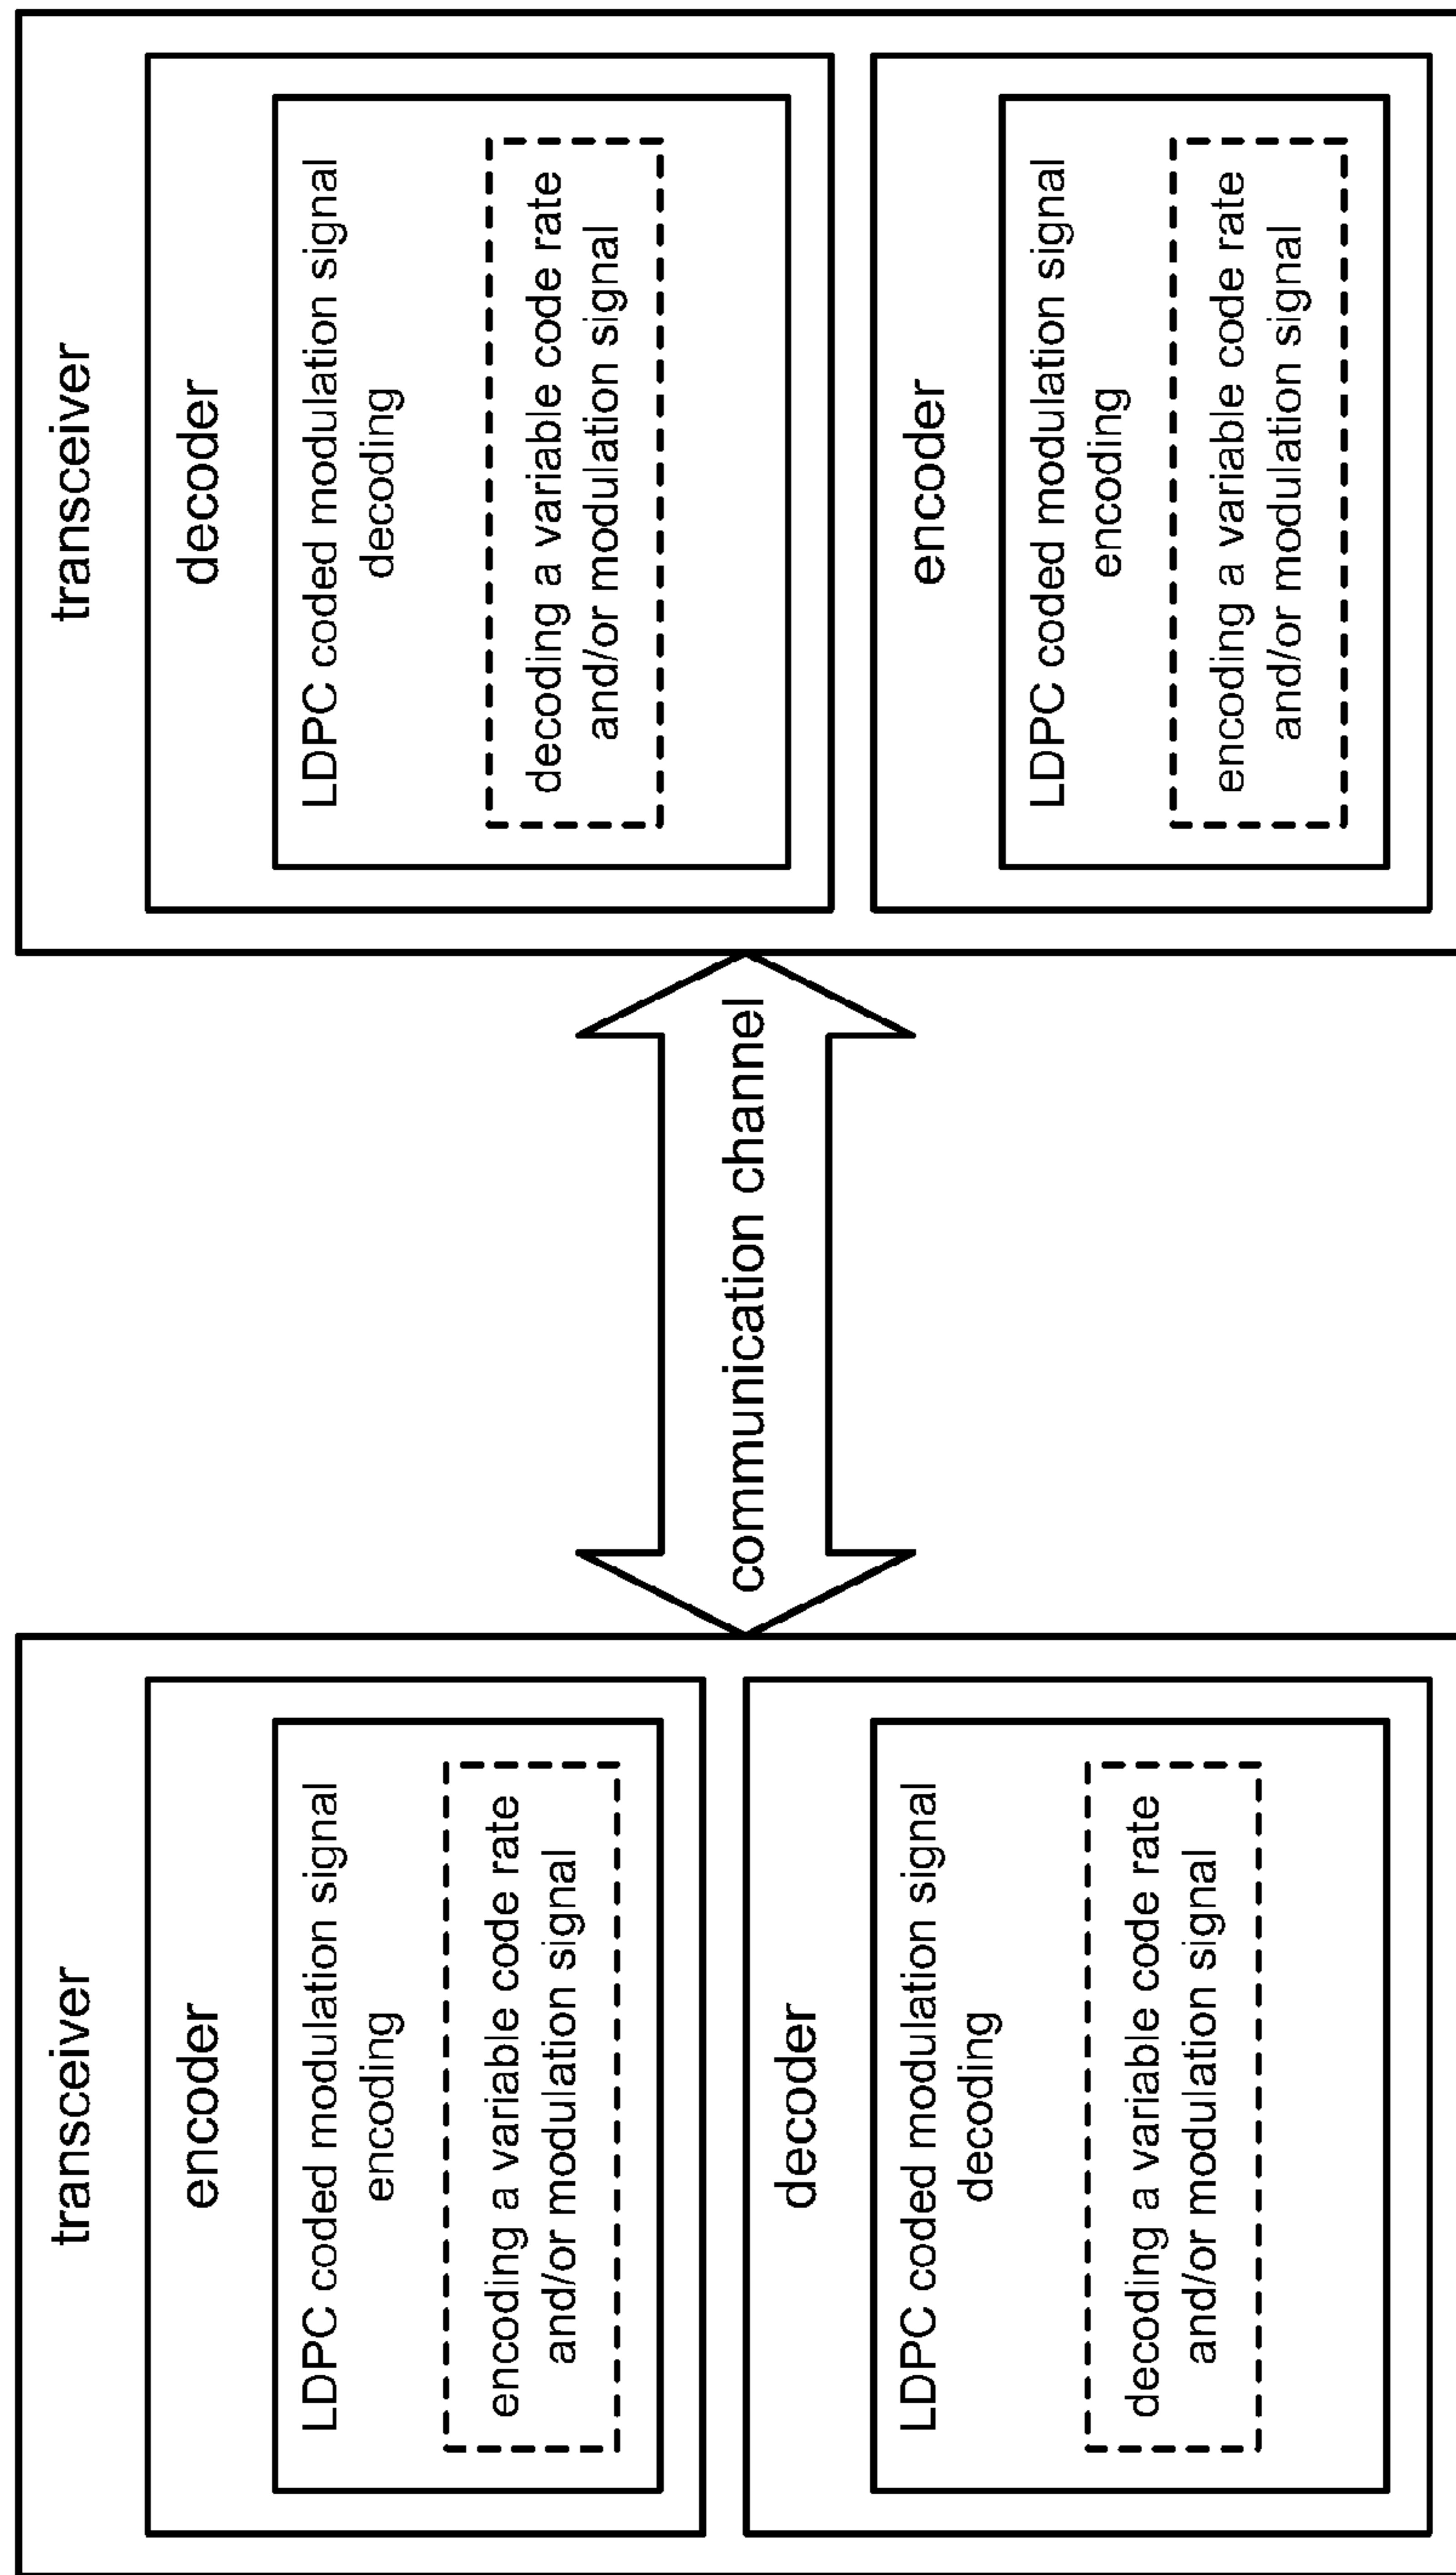 transceiver
encoder
LDPC coded modulation signal
encoding
encoding a variable code rate
and/or modulation signal
decoder
LDPC coded modulation signal
decoding
decoding a variable code rate
and/or modulation signal
communication channel
transceiver
decoder
LDPC coded modulation signal
decoding
decoding a variable code rate
and/or modulation signal
encoder
LDPC coded modulation signal
encoding
encoding a variable code rate
and/or modulation signal